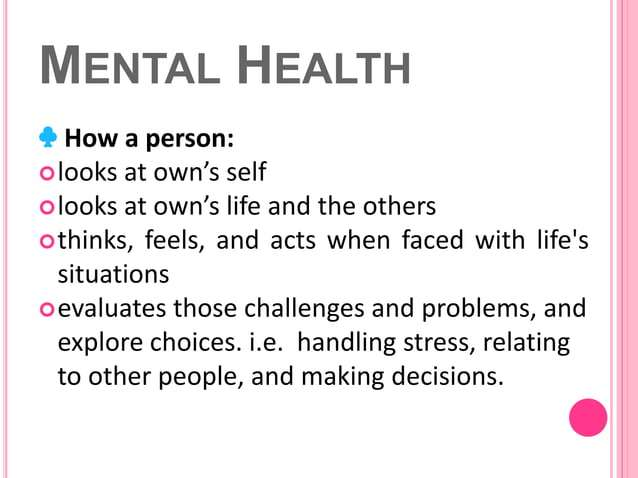 MENTAL HEALTH
♣ How a person:
looks at own’s self
looks at own’s life and the others
thinks, feels, and acts when faced with life's
situations
evaluates those challenges and problems, and
explore choices. i.e. handling stress, relating
to other people, and making decisions.